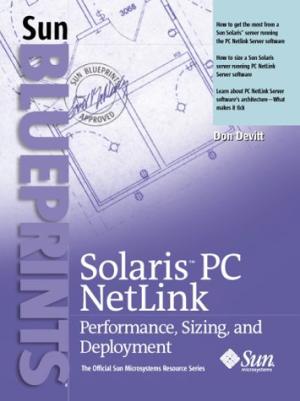 Sun
BLUEPRINTS
How to get the most from a
Sun Solaris™ server running
the PC Netlink Server software
How to size a Sun Solaris
server running PC NetLink
Server software
Learn about PC NetLink Server
software's architecture—What
makes it tick
Don Devitt
SUN BLUEPRINTS
Solaris™ PC
NetLink
Performance, Sizing, and
Deployment
The Official Sun Microsystems Resource Series
Sun
microsystems